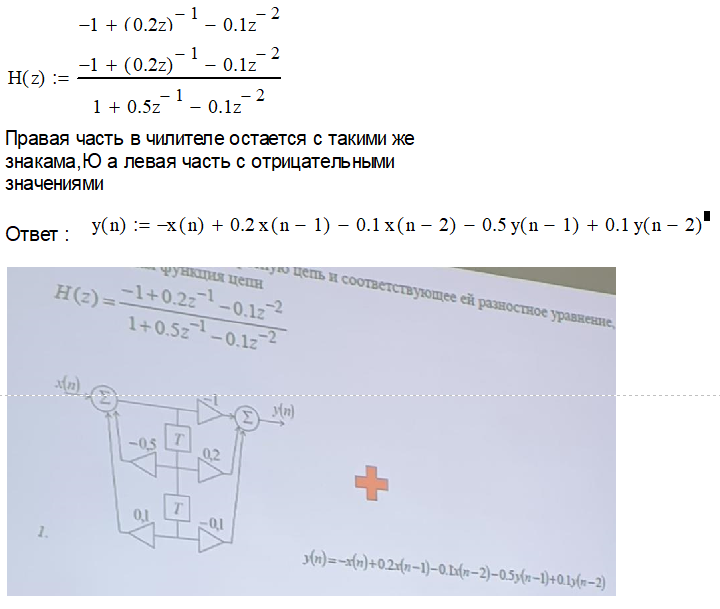 −1 + (0.2z)^−1 − 0.1z^−2
H(z) := (−1 + (0.2z)^−1 − 0.1z^−2) / (1 + 0.5z^−1 − 0.1z^−2)
Правая часть в чилителе остается с такими же
знакама,Ю а левая часть с отрицательными
значениями
Ответ : y(n) := −x(n) + 0.2 x(n − 1) − 0.1 x(n − 2) − 0.5 y(n − 1) + 0.1 y(n − 2)
функция цепи
цепь и соответствующее ей разностное уравнение,
H(z) = (−1+0.2z^−1 −0.1z^−2) / (1+0.5z^−1 −0.1z^−2)
x(n) Σ −1 Σ y(n)
−0,5 T 0,2
0,1 T −0,1
1.
y(n)=−x(n)+0.2x(n−1)−0.1x(n−2)−0.5y(n−1)+0.1y(n−2)